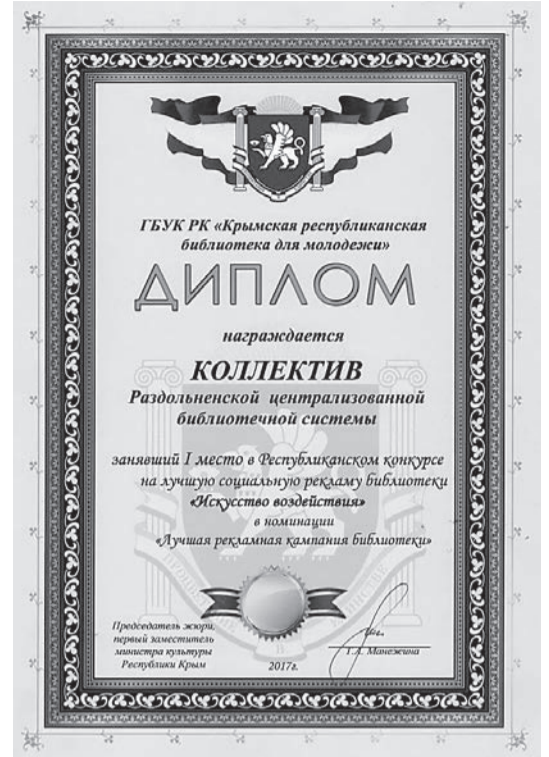 ГБУК РК «Крымская республиканская
библиотека для молодежи»
ДИПЛОМ
награждается
КОЛЛЕКТИВ
Раздольненской централизованной
библиотечной системы
занявший I место в Республиканском конкурсе
на лучшую социальную рекламу библиотеки
«Искусство воздействия»
в номинации
«Лучшая рекламная кампания библиотеки»
Председатель жюри,
первый заместитель
министра культуры
Республики Крым
2017г.
Т.А. Манежина